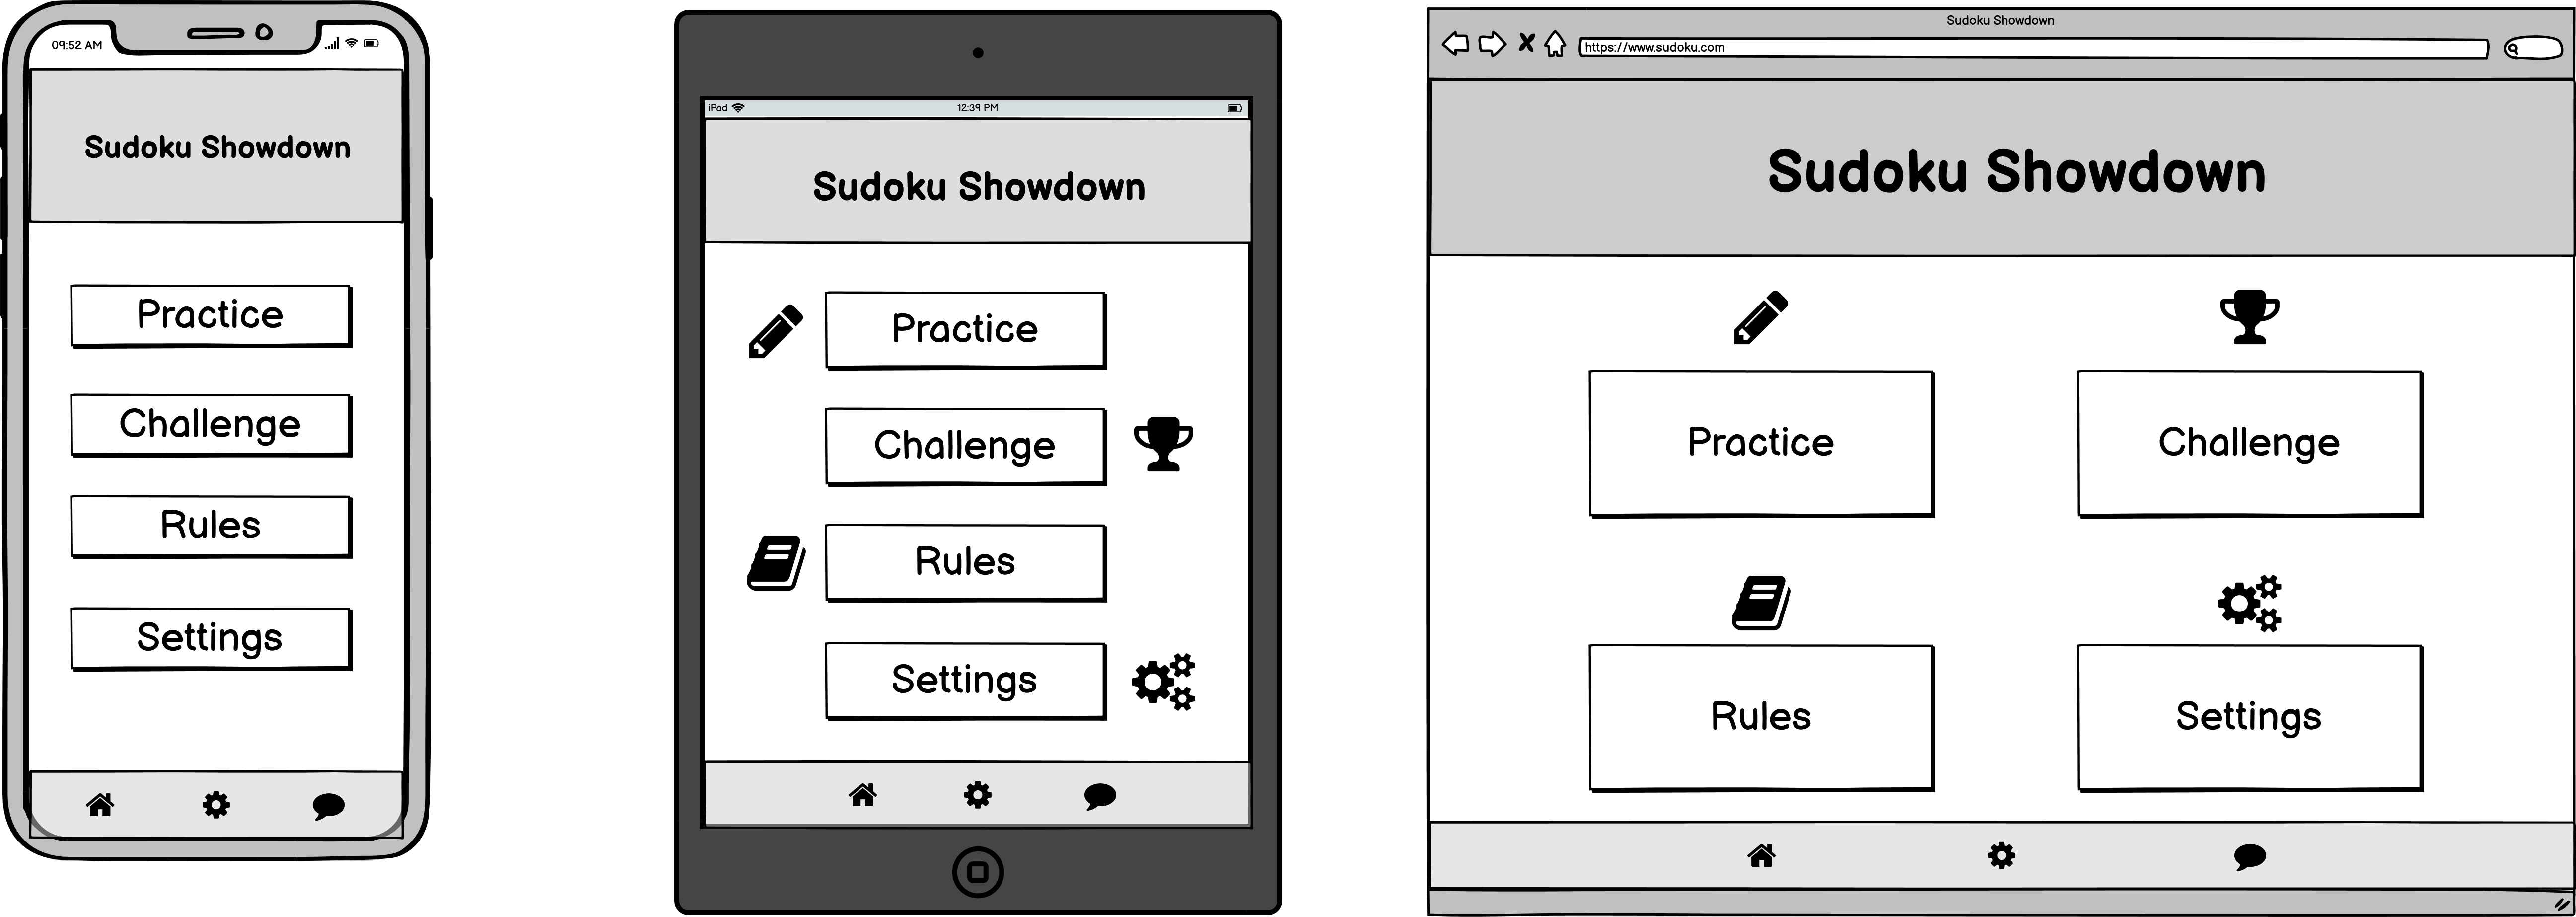 09:52 AM
Sudoku Showdown
Practice
Challenge
Rules
Settings
iPad
12:39 PM
Sudoku Showdown
Practice
Challenge
Rules
Settings
Sudoku Showdown
https://www.sudoku.com
Sudoku Showdown
Practice
Challenge
Rules
Settings